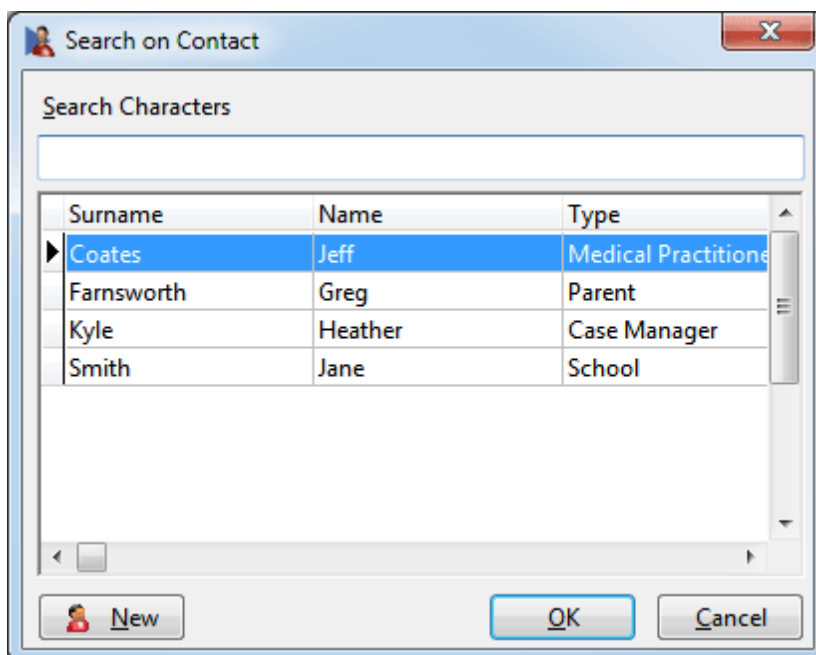 Search on Contact
Search Characters
Surname Name Type
Coates Jeff Medical Practitione
Farnsworth Greg Parent
Kyle Heather Case Manager
Smith Jane School
New OK Cancel